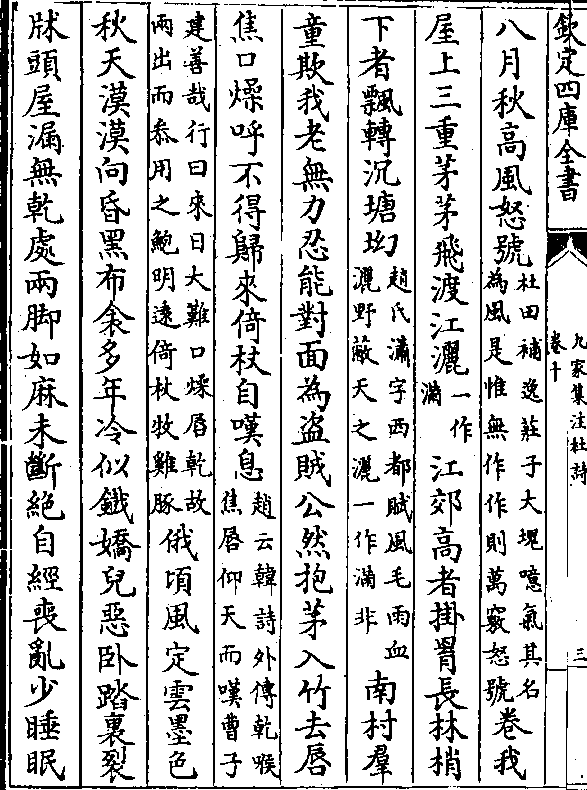 欽定四庫全書
九家集注杜詩
卷十
三
八月秋高風怒號
杜田補逸莊子大塊噫氣其名
為風是惟無作作則萬竅怒號
卷我
屋上三重茅茅飛渡江灑
一作
滿
江郊高者掛罥長林梢
下者飄轉沉塘坳
趙氏瀟字西都賦風毛雨血
灑野蔽天之灑一作滿非
南村羣
童欺我老無力忍能對面為盜賊公然抱茅入竹去唇
焦口燥呼不得歸來倚杖自嘆息
趙云韓詩外傳乾喉
焦唇仰天而嘆曹子
建善哉行曰來日大難口燥唇乾故
兩出而叅用之鮑明遠倚杖牧雞豚
俄頃風定雲墨色
秋天漠漠向昏黑布衾多年冷似鐵嬌兒惡卧踏裏裂
牀頭屋漏無乾處兩脚如麻未斷絕自經喪亂少睡眠